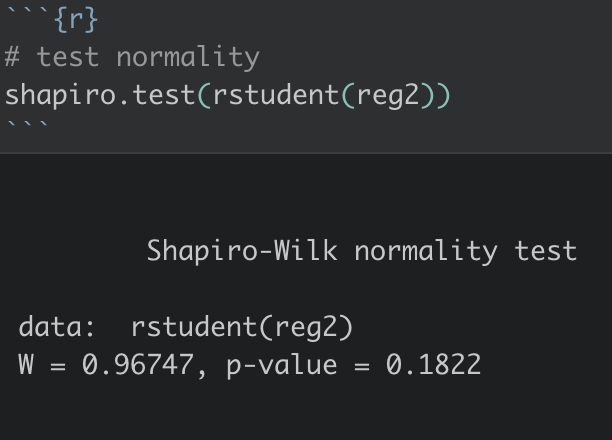 ```{r}
# test normality
shapiro.test(rstudent(reg2))
```
Shapiro-Wilk normality test
data:  rstudent(reg2)
W = 0.96747, p-value = 0.1822